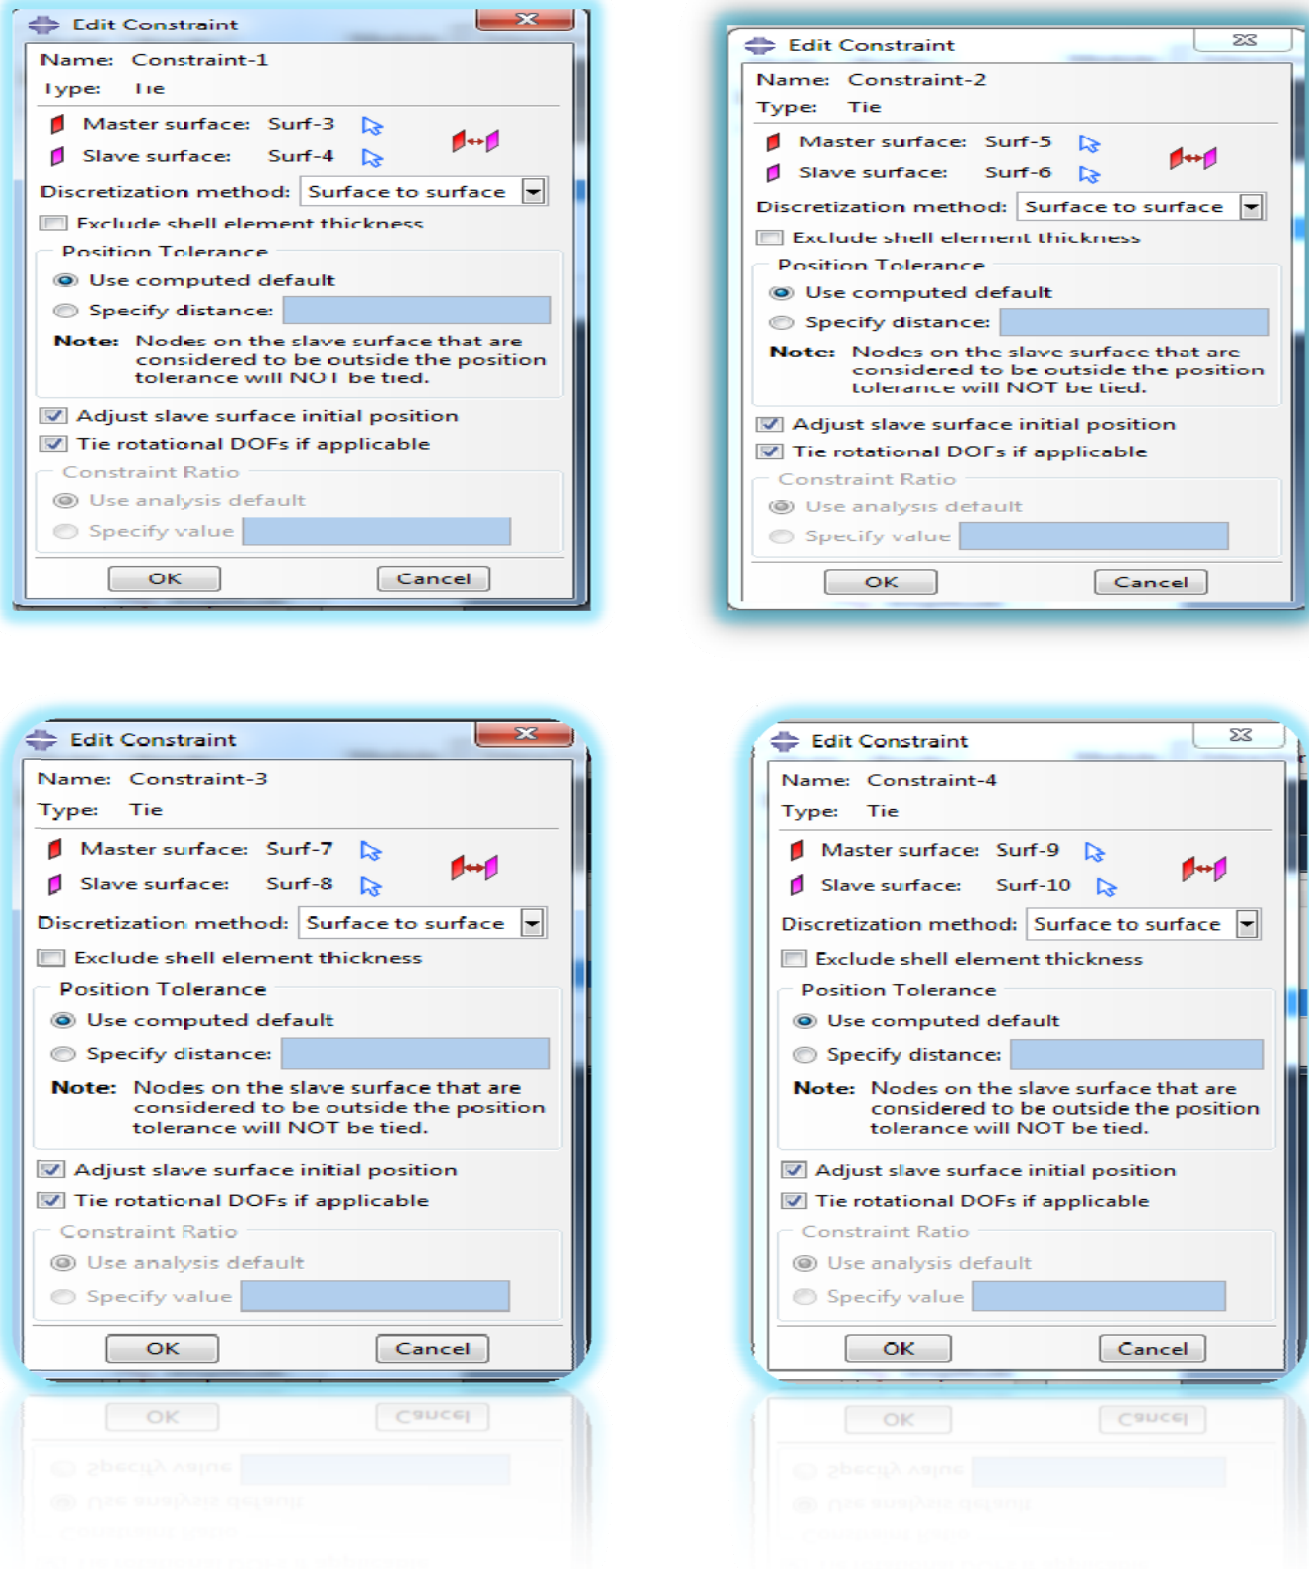 Edit Constraint
Name: Constraint-1
Type: Tie
Master surface: Surf-3
Slave surface: Surf-4
Discretization method: Surface to surface
Exclude shell element thickness
Position Tolerance
Use computed default
Specify distance:
Note: Nodes on the slave surface that are
considered to be outside the position
tolerance will NOT be tied.
Adjust slave surface initial position
Tie rotational DOFs if applicable
Constraint Ratio
Use analysis default
Specify value
OK Cancel
Edit Constraint
Name: Constraint-2
Type: Tie
Master surface: Surf-5
Slave surface: Surf-6
Discretization method: Surface to surface
Exclude shell element thickness
Position Tolerance
Use computed default
Specify distance:
Note: Nodes on the slave surface that are
considered to be outside the position
tolerance will NOT be tied.
Adjust slave surface initial position
Tie rotational DOFs if applicable
Constraint Ratio
Use analysis default
Specify value
OK Cancel
Edit Constraint
Name: Constraint-3
Type: Tie
Master surface: Surf-7
Slave surface: Surf-8
Discretization method: Surface to surface
Exclude shell element thickness
Position Tolerance
Use computed default
Specify distance:
Note: Nodes on the slave surface that are
considered to be outside the position
tolerance will NOT be tied.
Adjust slave surface initial position
Tie rotational DOFs if applicable
Constraint Ratio
Use analysis default
Specify value
OK Cancel
Edit Constraint
Name: Constraint-4
Type: Tie
Master surface: Surf-9
Slave surface: Surf-10
Discretization method: Surface to surface
Exclude shell element thickness
Position Tolerance
Use computed default
Specify distance:
Note: Nodes on the slave surface that are
considered to be outside the position
tolerance will NOT be tied.
Adjust slave surface initial position
Tie rotational DOFs if applicable
Constraint Ratio
Use analysis default
Specify value
OK Cancel